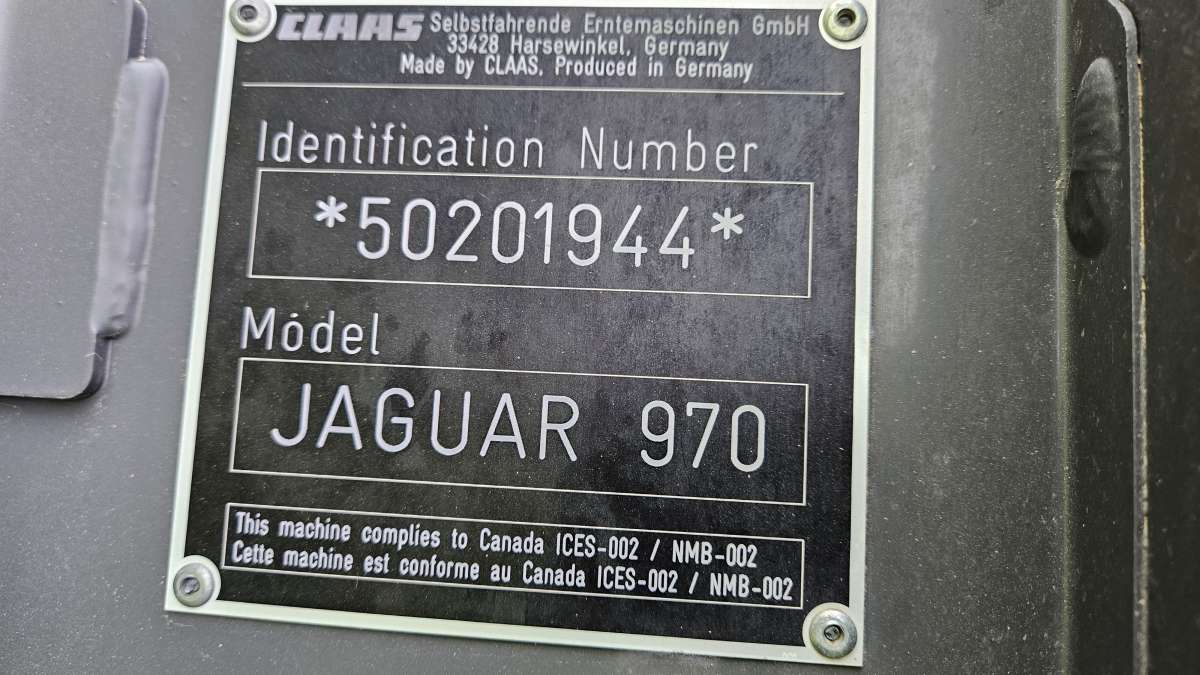 CLAAS Selbstfahrende Erntemaschinen GmbH
33428 Harsewinkel, Germany
Made by CLAAS, Produced in Germany
Identification Number
*50201944*
Model
JAGUAR 970
This machine complies to Canada ICES-002 / NMB-002
Cette machine est conforme au Canada ICES-002 / NMB-002